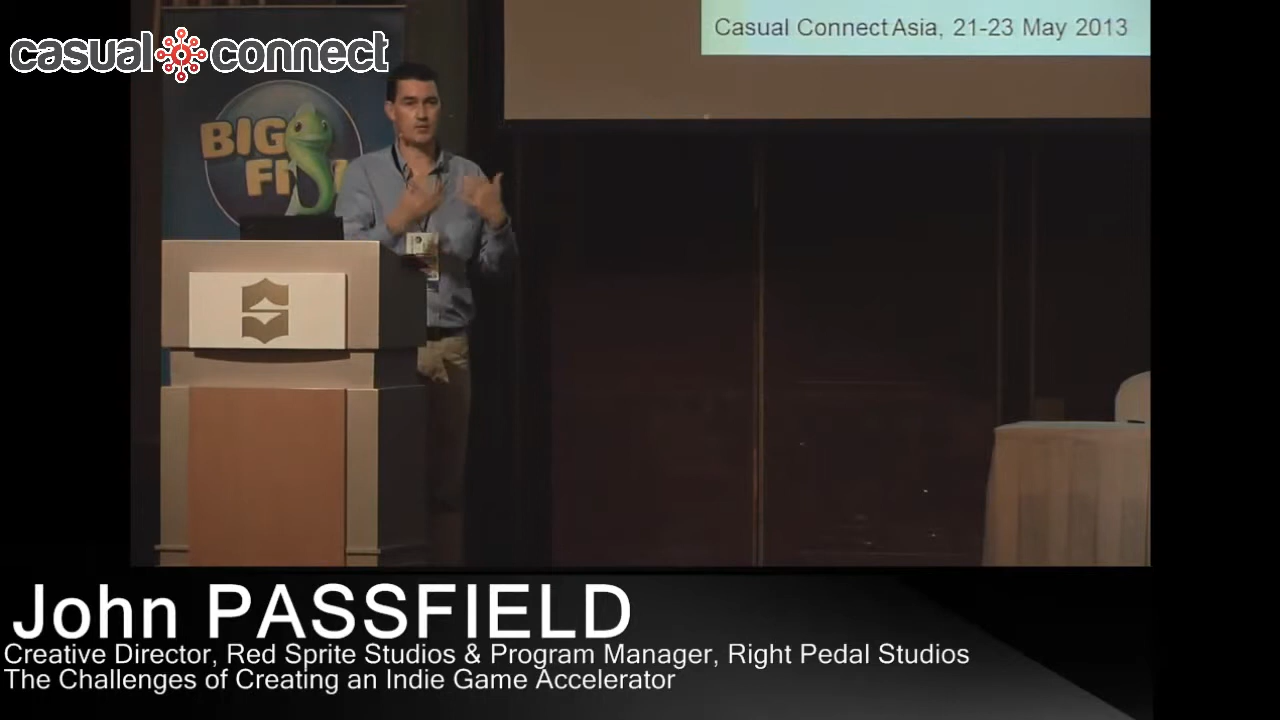 casual connect
Casual Connect Asia, 21-23 May 2013
BIG
FISH
John PASSFIELD
Creative Director, Red Sprite Studios & Program Manager, Right Pedal Studios
The Challenges of Creating an Indie Game Accelerator